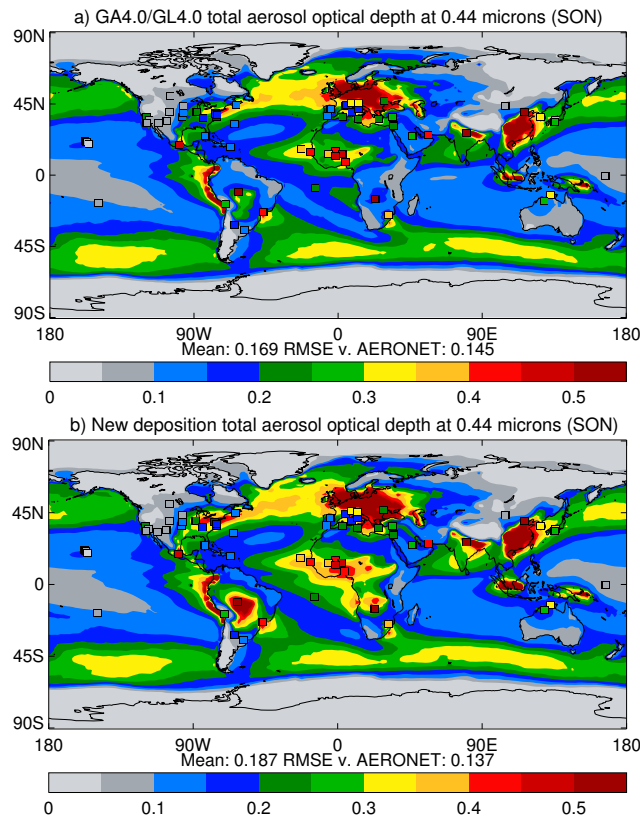 a) GA4.0/GL4.0 total aerosol optical depth at 0.44 microns (SON)
90N
45N
0
45S
90S
180 90W 0 90E 180
Mean: 0.169 RMSE v. AERONET: 0.145
0 0.1 0.2 0.3 0.4 0.5
b) New deposition total aerosol optical depth at 0.44 microns (SON)
90N
45N
0
45S
90S
180 90W 0 90E 180
Mean: 0.187 RMSE v. AERONET: 0.137
0 0.1 0.2 0.3 0.4 0.5